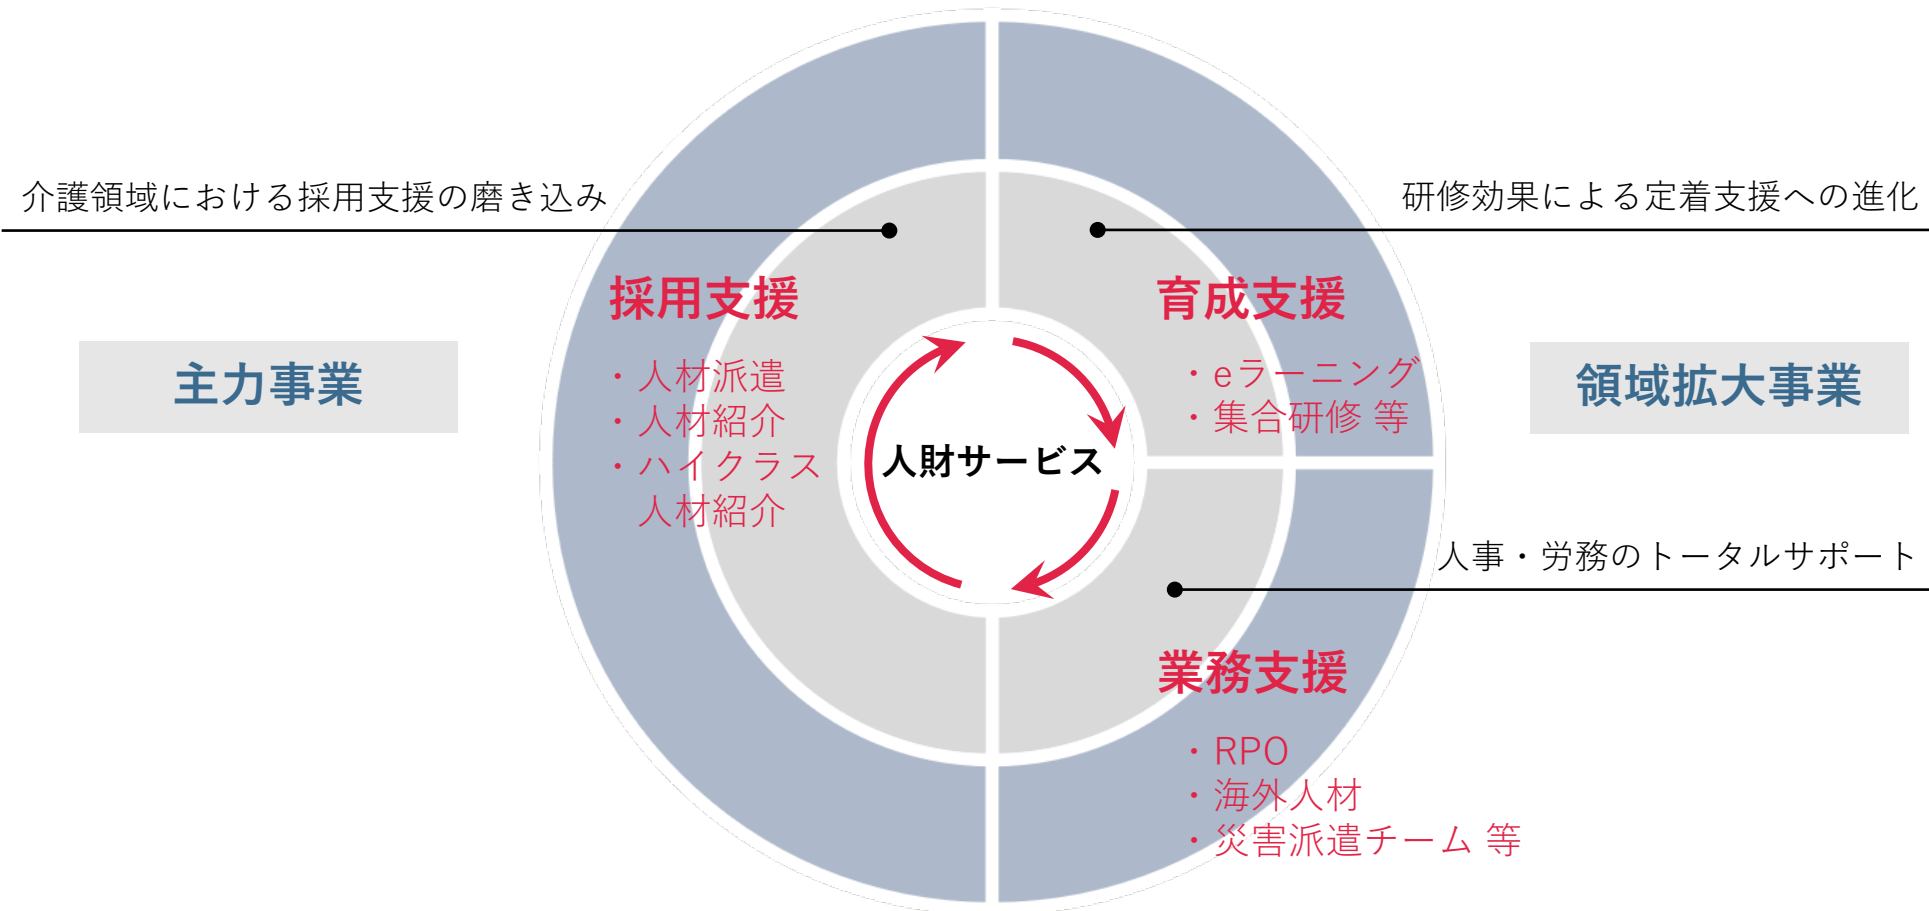 介護領域における採用支援の磨き込み
採用支援
・人材派遣
・人材紹介
・ハイクラス
人材紹介
主力事業
人財サービス
研修効果による定着支援への進化
育成支援
・eラーニング
・集合研修 等
領域拡大事業
人事・労務のトータルサポート
業務支援
・RPO
・海外人材
・災害派遣チーム 等